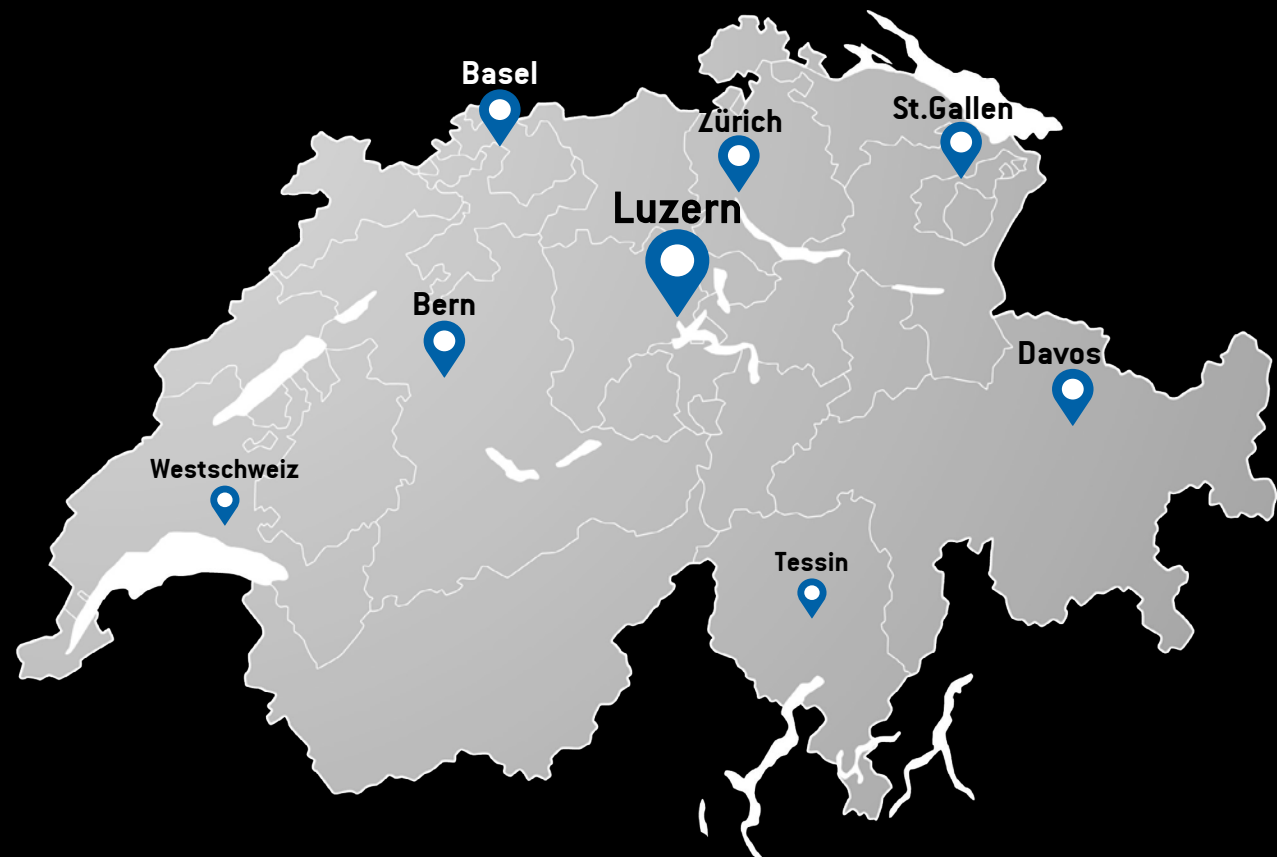 Basel
St.Gallen
Zürich
Luzern
Bern
Davos
Westschweiz
Tessin